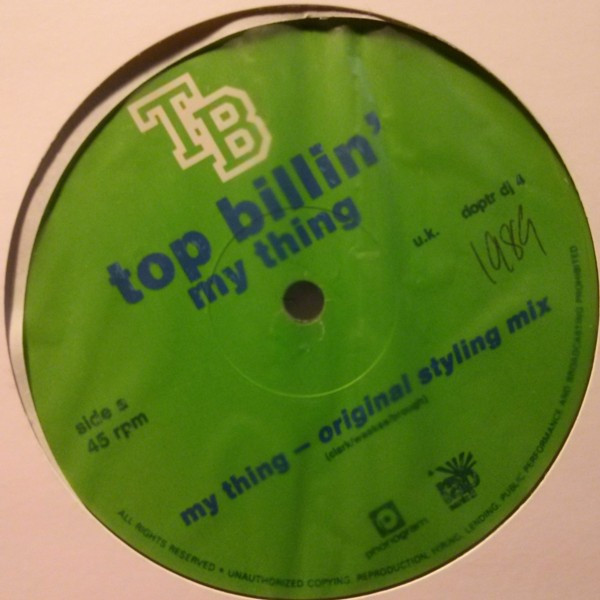 TB
top billin'
my thing
u.k.
doptr dj 4
1989
side s
45 rpm
my thing – original styling mix
phonogram
ALL RIGHTS RESERVED • UNAUTHORIZED COPYING, REPRODUCTION, HIRING, LENDING, PUBLIC PERFORMANCE AND BROADCASTING PROHIBITED